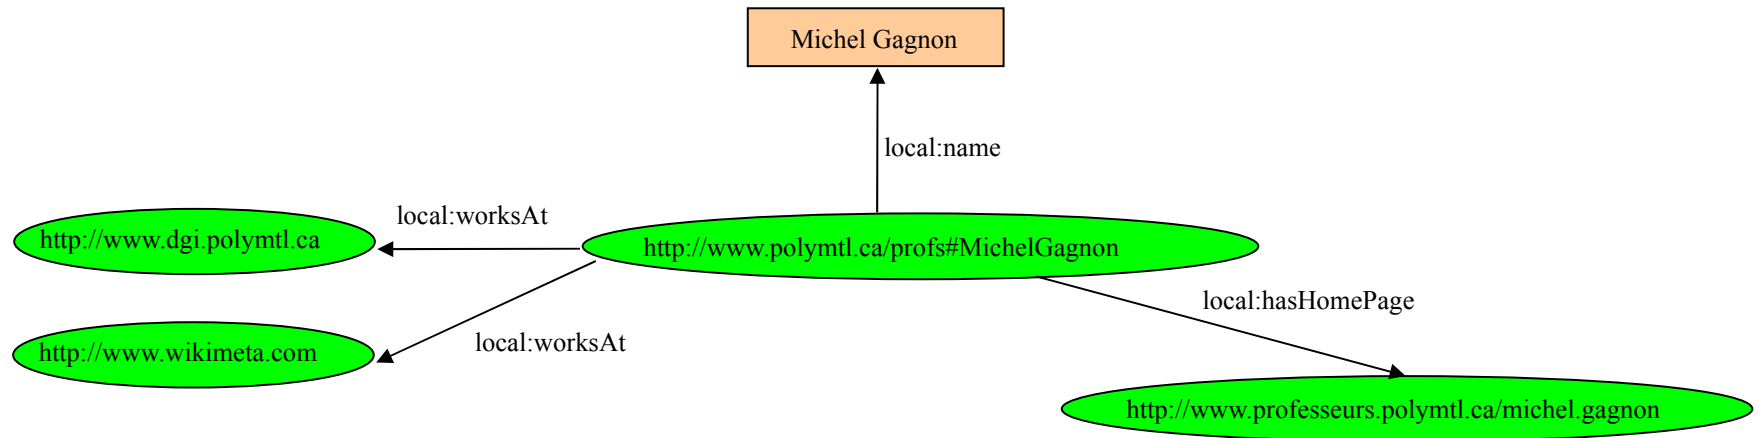 Michel Gagnon
local:name
local:worksAt
http://www.dgi.polymtl.ca
http://www.polymtl.ca/profs#MichelGagnon
local:hasHomePage
local:worksAt
http://www.wikimeta.com
http://www.professeurs.polymtl.ca/michel.gagnon